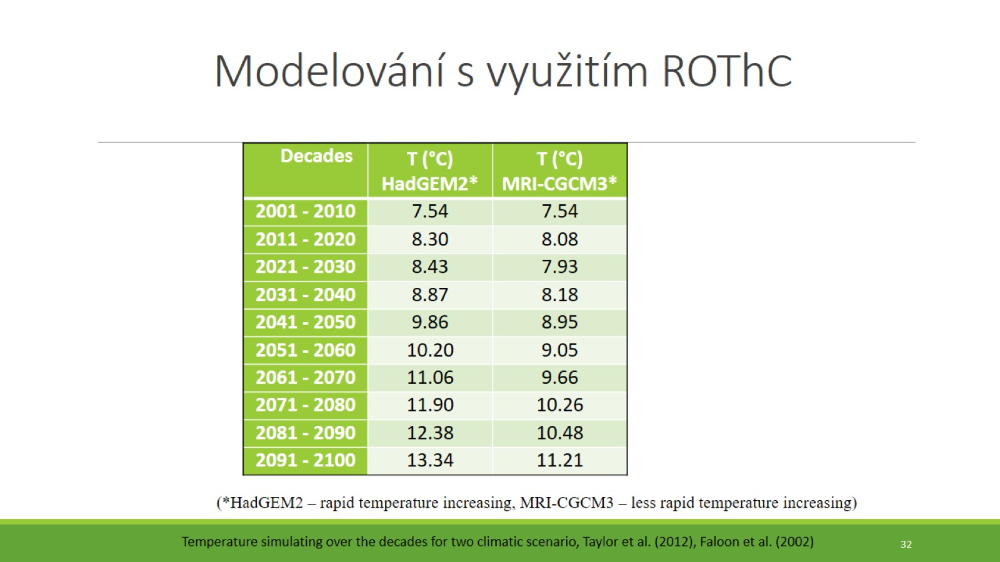 Modelování s využitím ROThC
Decades T (°C) T (°C)
HadGEM2* MRI-CGCM3*
2001 - 2010 7.54 7.54
2011 - 2020 8.30 8.08
2021 - 2030 8.43 7.93
2031 - 2040 8.87 8.18
2041 - 2050 9.86 8.95
2051 - 2060 10.20 9.05
2061 - 2070 11.06 9.66
2071 - 2080 11.90 10.26
2081 - 2090 12.38 10.48
2091 - 2100 13.34 11.21
(*HadGEM2 – rapid temperature increasing, MRI-CGCM3 – less rapid temperature increasing)
Temperature simulating over the decades for two climatic scenario, Taylor et al. (2012), Faloon et al. (2002)
32